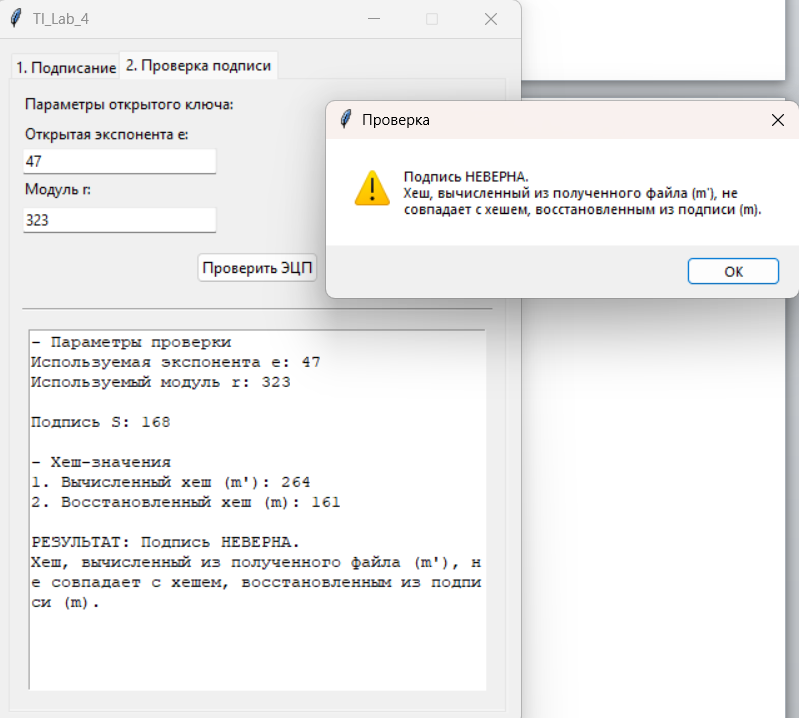 TI_Lab_4
1. Подписание
2. Проверка подписи
Параметры открытого ключа:
Открытая экспонента e:
47
Модуль r:
323
Проверить ЭЦП
Проверка
Подпись НЕВЕРНА.
Хеш, вычисленный из полученного файла (m'), не
совпадает с хешем, восстановленным из подписи (m).
OK
- Параметры проверки
Используемая экспонента e: 47
Используемый модуль r: 323
Подпись S: 168
- Хеш-значения
1. Вычисленный хеш (m'): 264
2. Восстановленный хеш (m): 161
РЕЗУЛЬТАТ: Подпись НЕВЕРНА.
Хеш, вычисленный из полученного файла (m'), н
е совпадает с хешем, восстановленным из подпи
си (m).